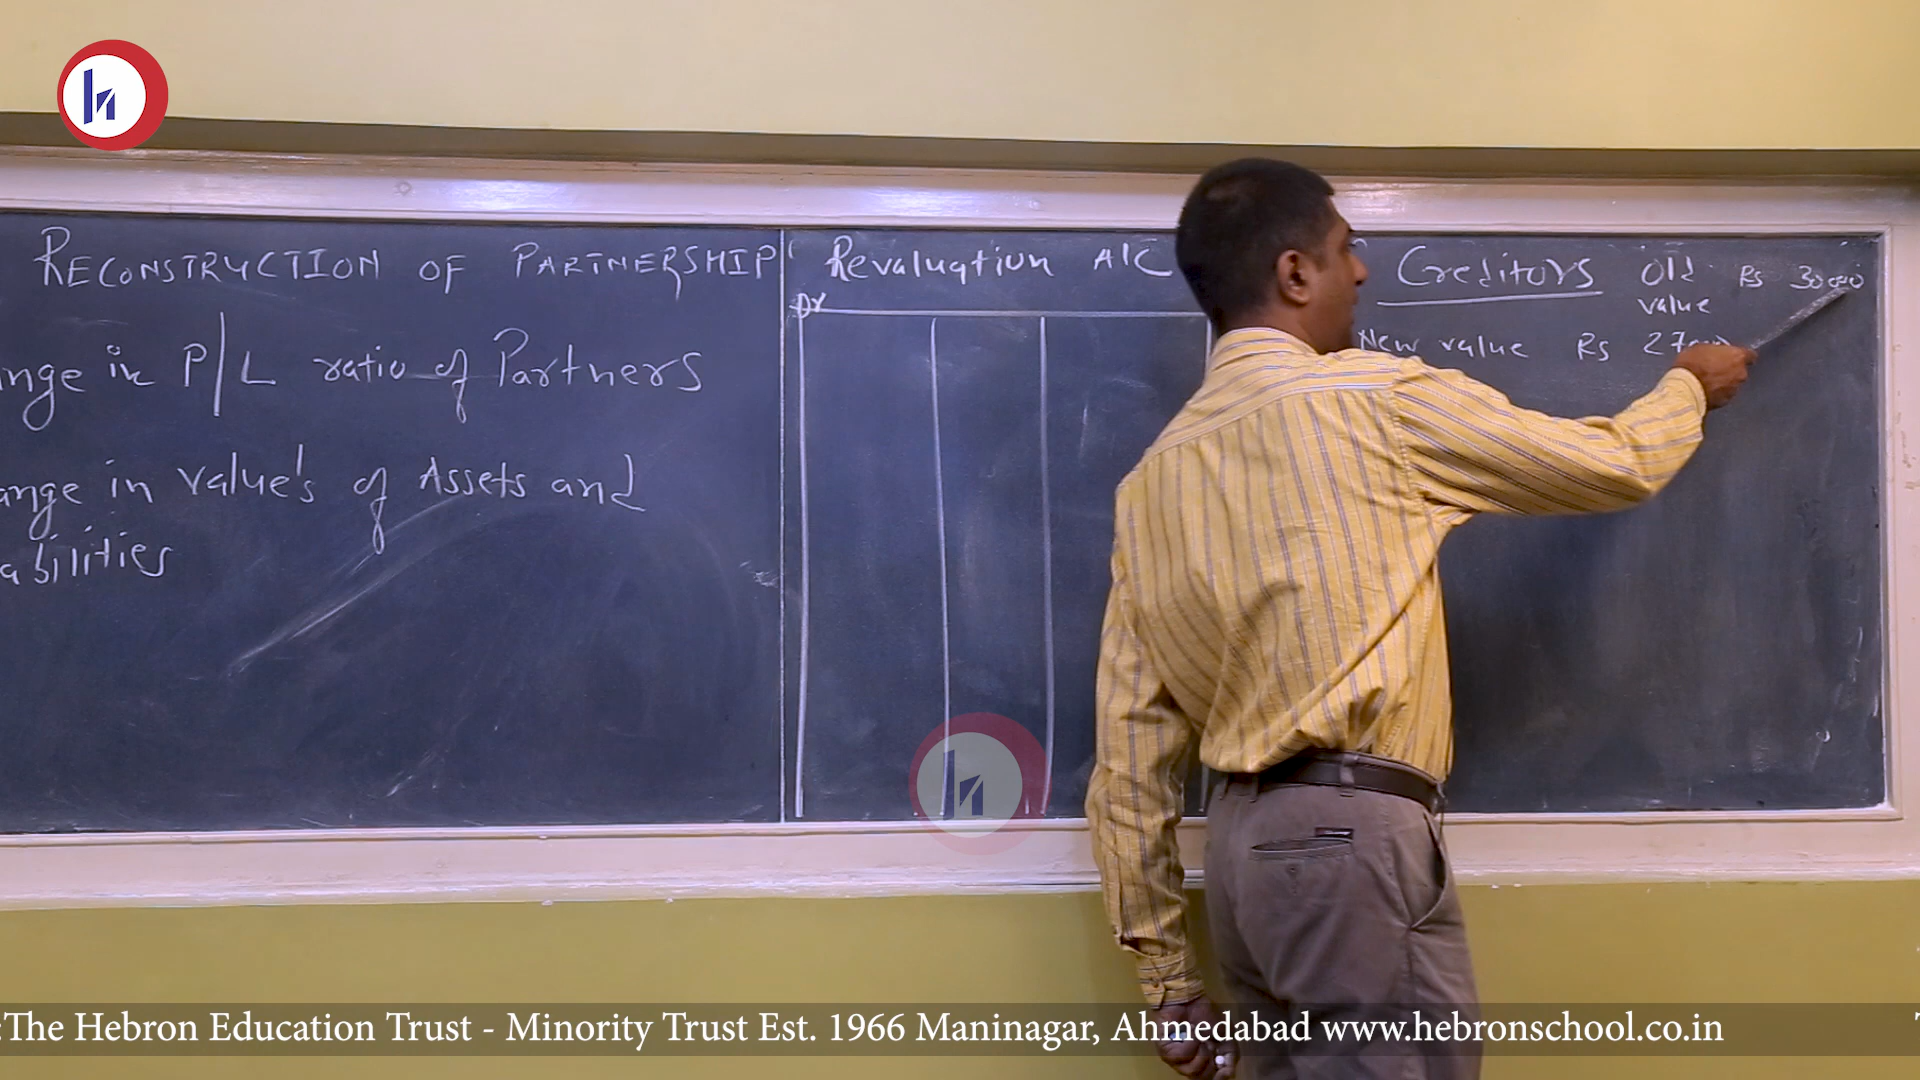 RECONSTRUCTION OF PARTNERSHIP
nge in P/L ratio of Partners
ange in value's of Assets and
abilities
Revaluation A/C
Dr
Creditors Old value Rs 30000
New value Rs
h
h
The Hebron Education Trust - Minority Trust Est. 1966 Maninagar, Ahmedabad www.hebronschool.co.in